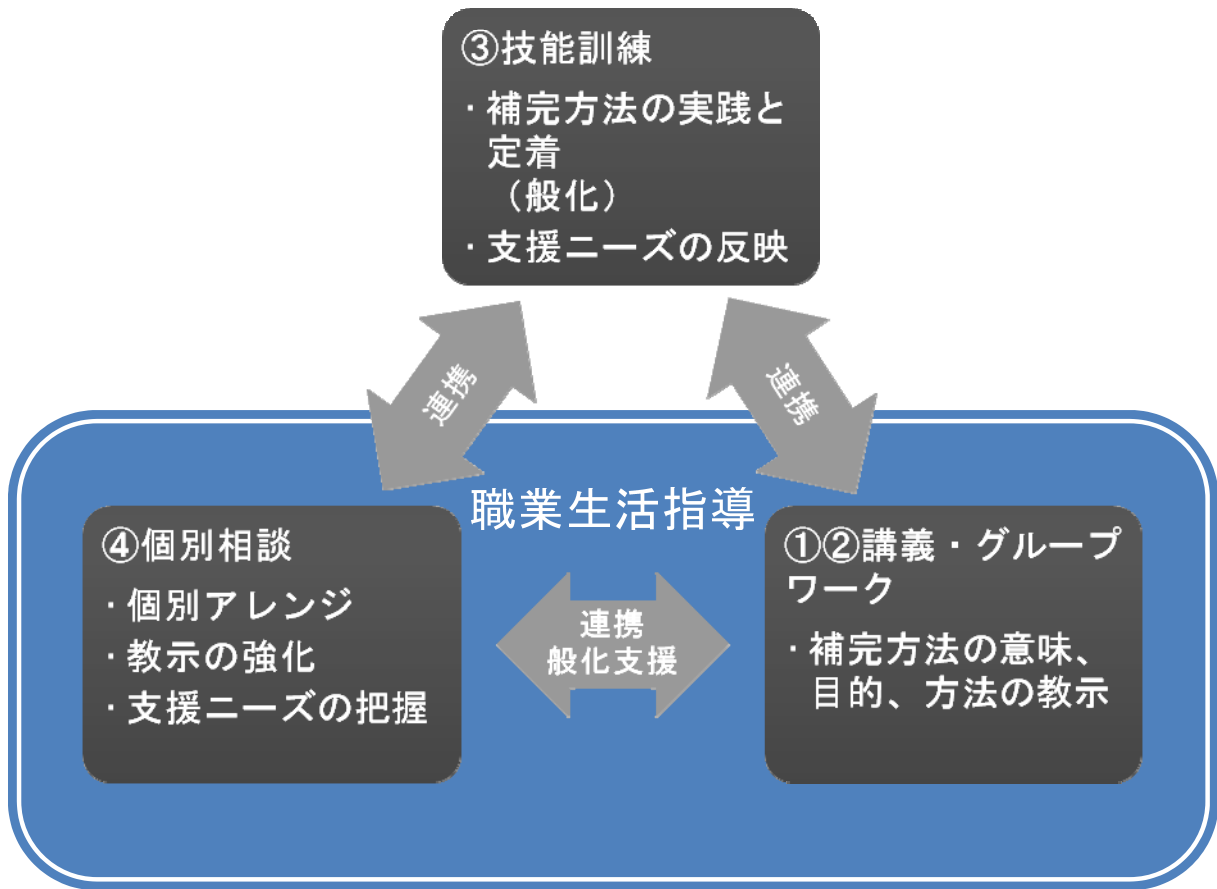 ③技能訓練
・補完方法の実践と
定着
（般化）
・支援ニーズの反映
連携
連携
職業生活指導
④個別相談
・個別アレンジ
・教示の強化
・支援ニーズの把握
連携
般化支援
①②講義・グループ
ワーク
・補完方法の意味、
目的、方法の教示